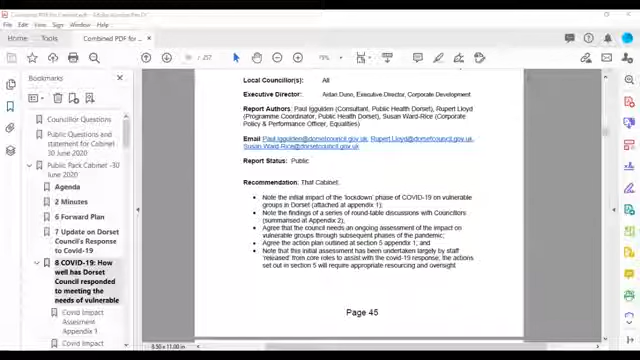 File Edit View Sign Window Help
Home
Tools
Combined PDF for
/ 257
75%
Bookmarks
Councillor Questions
Public Questions and
statement for Cabinet
30 June 2020
Public Pack Cabinet -30
June 2020
Agenda
2 Minutes
6 Forward Plan
7 Update on Dorset
Council's Response to
Covid-19
8 COVID-19: How
well has Dorset
Council responded
to meeting the
needs of vulnerable
Covid Impact
Assesment
Appendix 1
Covid Impact
Local Councillor(s): All
Executive Director: Aidan Dunn, Executive Director, Corporate Development
Report Authors: Paul Iggulden (Consultant, Public Health Dorset), Rupert Lloyd
(Programme Coordinator, Public Health Dorset), Susan Ward-Rice (Corporate
Policy & Performance Officer, Equalities)
Email Paul.Iggulden@dorsetcouncil.gov.uk, Rupert.Lloyd@dorsetcouncil.gov.uk,
Susan.Ward-Rice@dorsetcouncil.gov.uk
Report Status: Public
Recommendation: That Cabinet:
• Note the initial impact of the 'lockdown' phase of COVID-19 on vulnerable
groups in Dorset (attached at appendix 1);
• Note the findings of a series of round-table discussions with Councillors
(summarised at Appendix 2);
• Agree that the council needs an ongoing assessment of the impact on
vulnerable groups through subsequent phases of the pandemic;
• Agree the action plan outlined at section 5 appendix 1; and
• Note that this initial assessment has been undertaken largely by staff
'released' from core roles to assist with the covid-19 response; the actions
set out in section 5 will require appropriate resourcing and oversight
Page 45
8.50 x 11.00 in